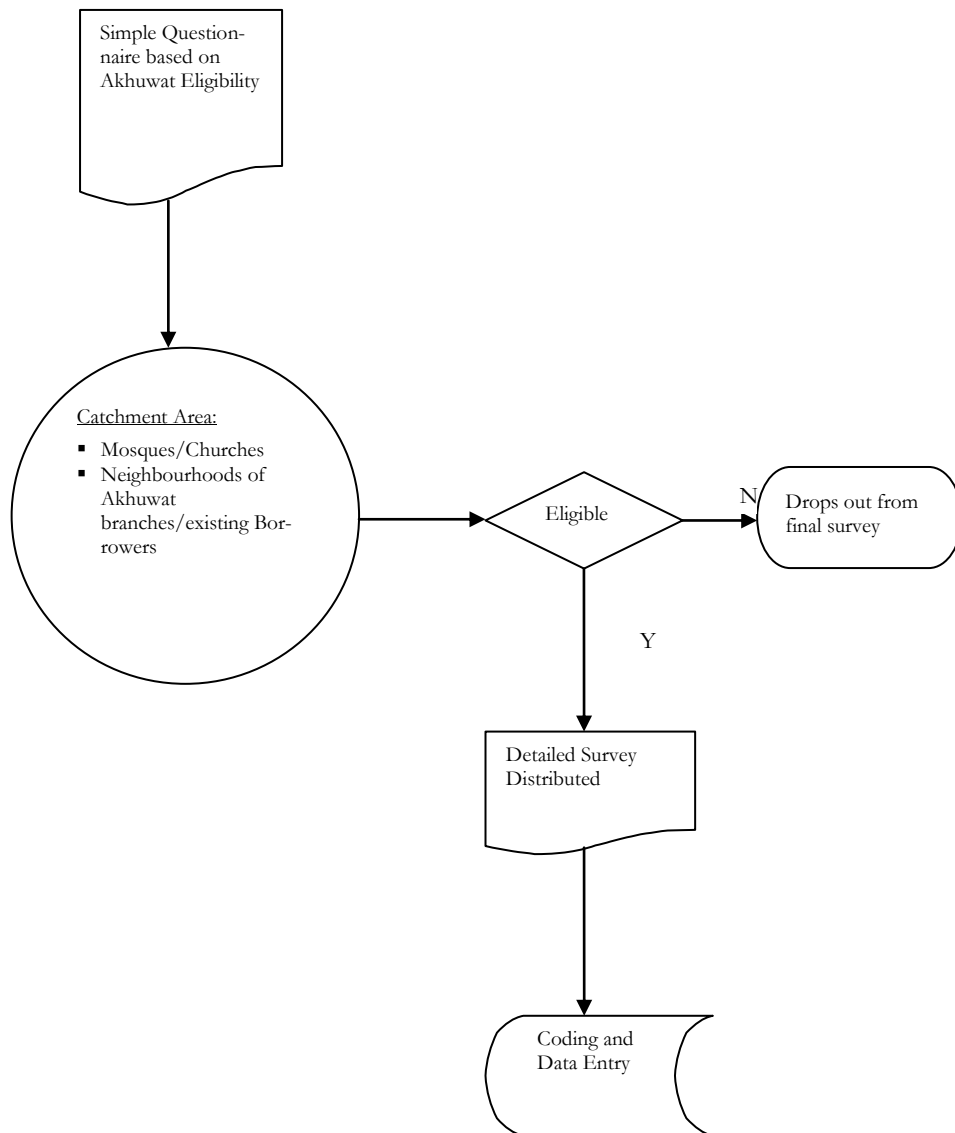 Simple Question-
naire based on
Akhuwat Eligibility
Catchment Area:
▪ Mosques/Churches
▪ Neighbourhoods of
Akhuwat
branches/existing Bor-
rowers
Eligible
N
Drops out from
final survey
Y
Detailed Survey
Distributed
Coding and
Data Entry